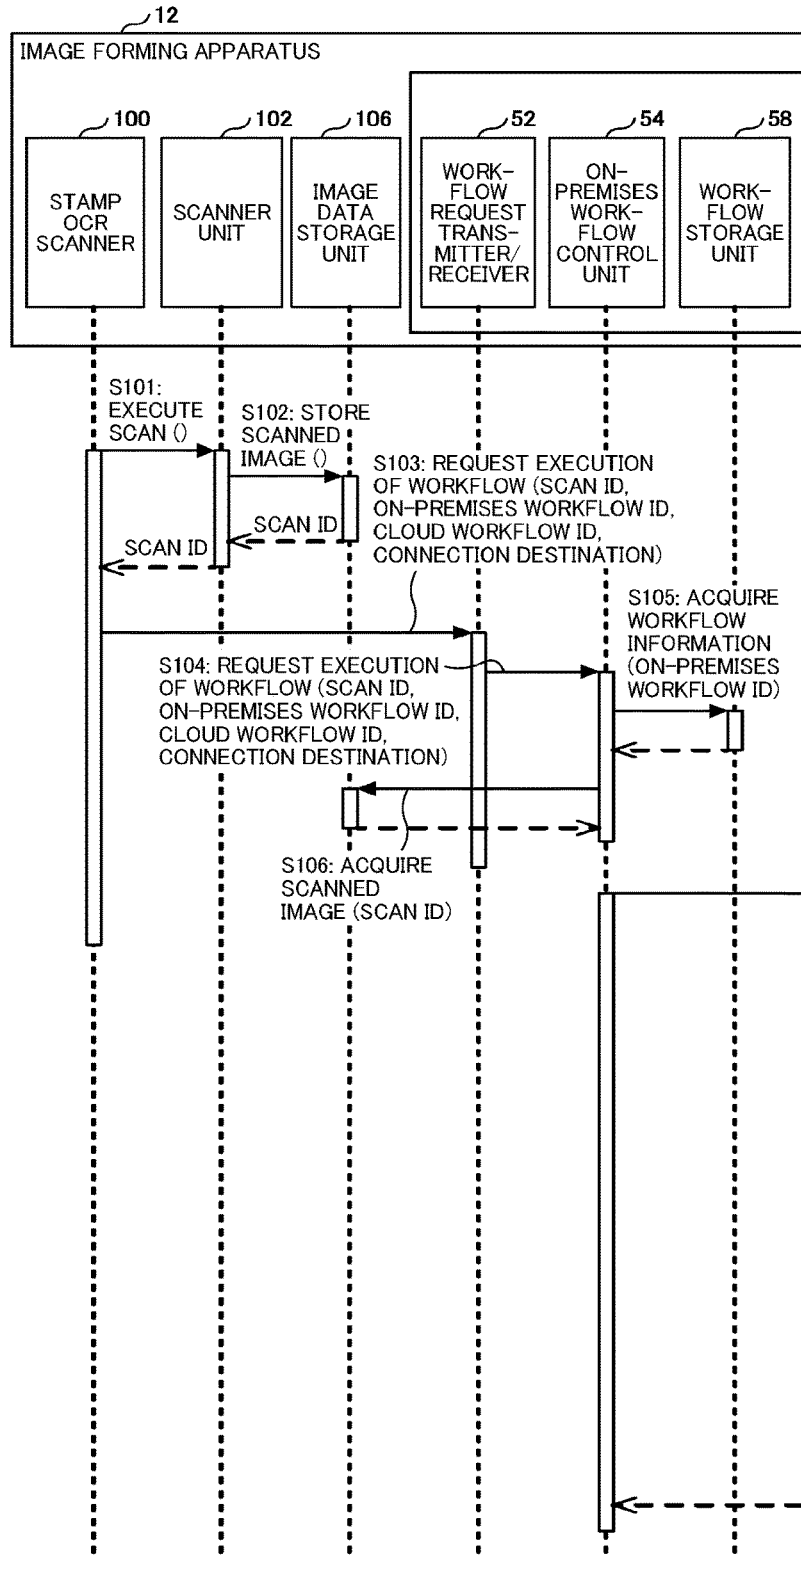 12
IMAGE FORMING APPARATUS
100
102
106
52
54
58
STAMP
OCR
SCANNER
SCANNER
UNIT
IMAGE
DATA
STORAGE
UNIT
WORK-
FLOW
REQUEST
TRANS-
MITTER/
RECEIVER
ON-
PREMISES
WORK-
FLOW
CONTROL
UNIT
WORK-
FLOW
STORAGE
UNIT
S101:
EXECUTE
SCAN ()
S102: STORE
SCANNED
IMAGE ()
S103: REQUEST EXECUTION
OF WORKFLOW (SCAN ID,
ON-PREMISES WORKFLOW ID,
CLOUD WORKFLOW ID,
CONNECTION DESTINATION)
SCAN ID
SCAN ID
S105: ACQUIRE
WORKFLOW
INFORMATION
(ON-PREMISES
WORKFLOW ID)
S104: REQUEST EXECUTION
OF WORKFLOW (SCAN ID,
ON-PREMISES WORKFLOW ID,
CLOUD WORKFLOW ID,
CONNECTION DESTINATION)
S106: ACQUIRE
SCANNED
IMAGE (SCAN ID)